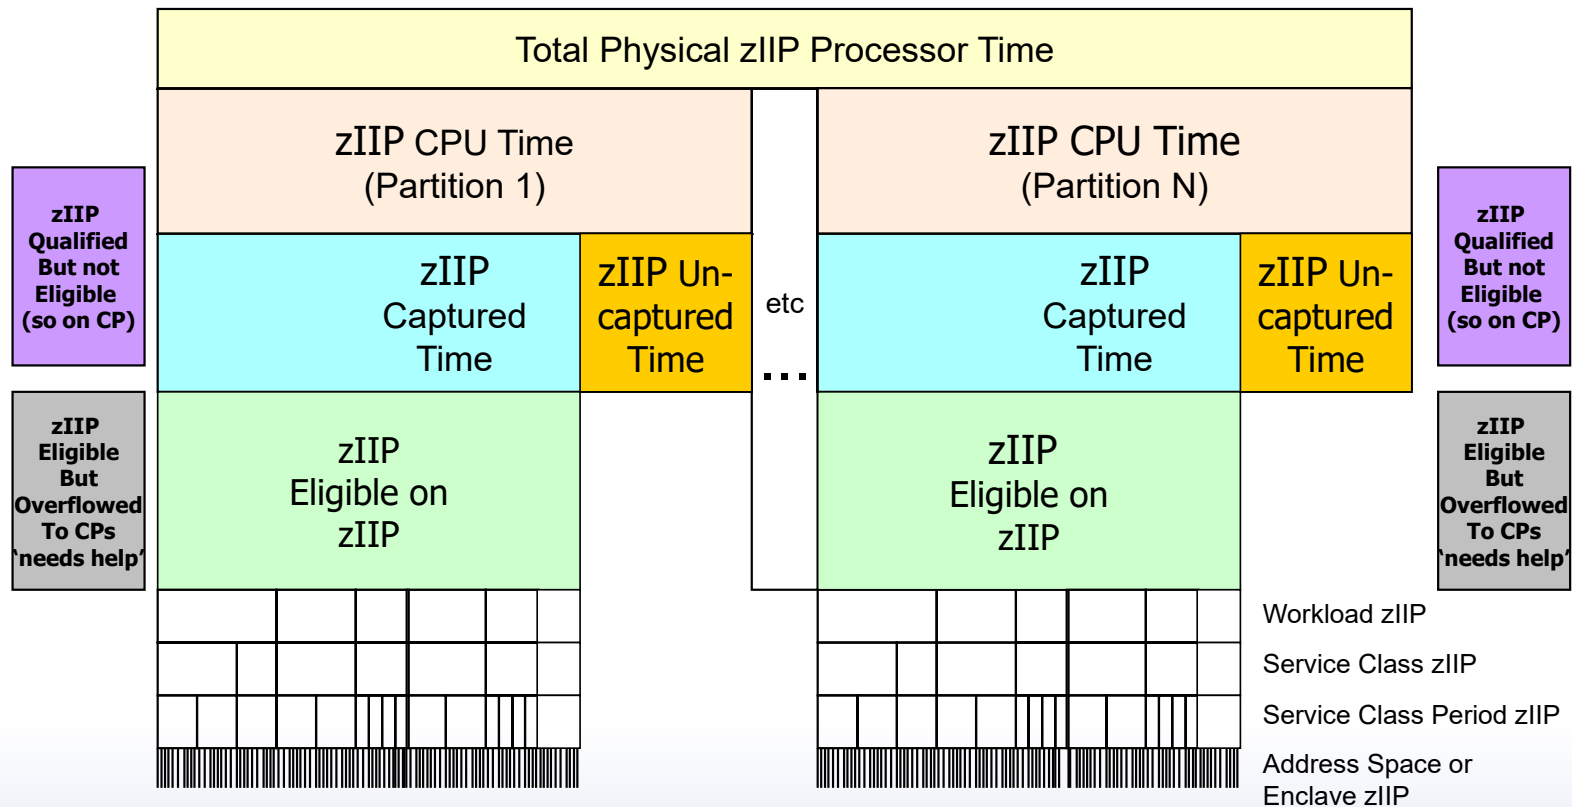 Total Physical zIIP Processor Time
zIIP CPU Time
(Partition 1)
zIIP CPU Time
(Partition N)
zIIP
Qualified
But not
Eligible
(so on CP)
zIIP
Captured
Time
zIIP Un-
captured
Time
etc
...
zIIP
Captured
Time
zIIP Un-
captured
Time
zIIP
Qualified
But not
Eligible
(so on CP)
zIIP
Eligible
But
Overflowed
To CPs
‘needs help’
zIIP
Eligible on
zIIP
zIIP
Eligible on
zIIP
zIIP
Eligible
But
Overflowed
To CPs
‘needs help’
Workload zIIP
Service Class zIIP
Service Class Period zIIP
Address Space or
Enclave zIIP